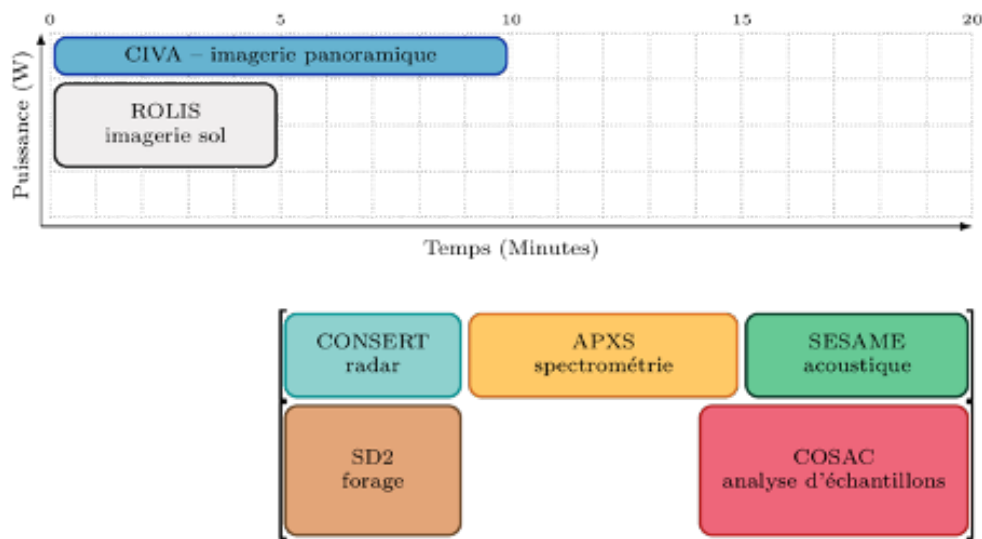 0 5 10 15 20
Puissance (W)
CIVA – imagerie panoramique
ROLIS
imagerie sol
Temps (Minutes)
CONSERT
radar
APXS
spectrométrie
SESAME
acoustique
SD2
forage
COSAC
analyse d'échantillons